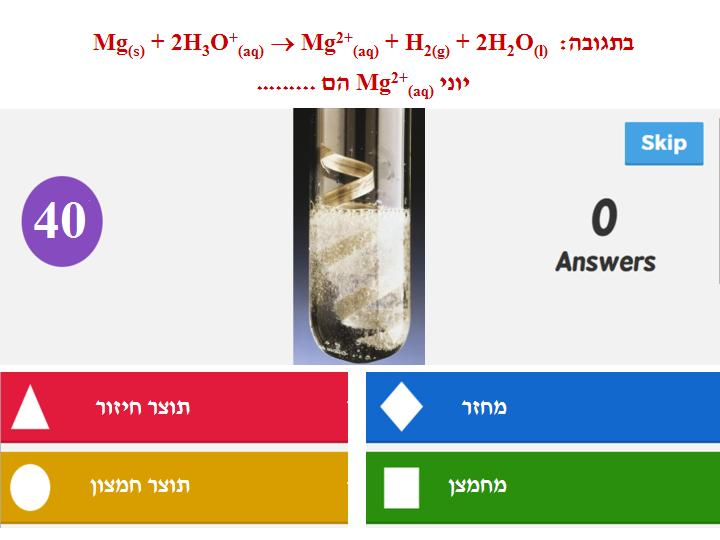 בתגובה: Mg(s) + 2H3O+(aq) → Mg2+(aq) + H2(g) + 2H2O(l)
יוני Mg2+(aq) הם .........
Skip
40
0
Answers
תוצר חיזור
מחזר
תוצר חמצון
מחמצן